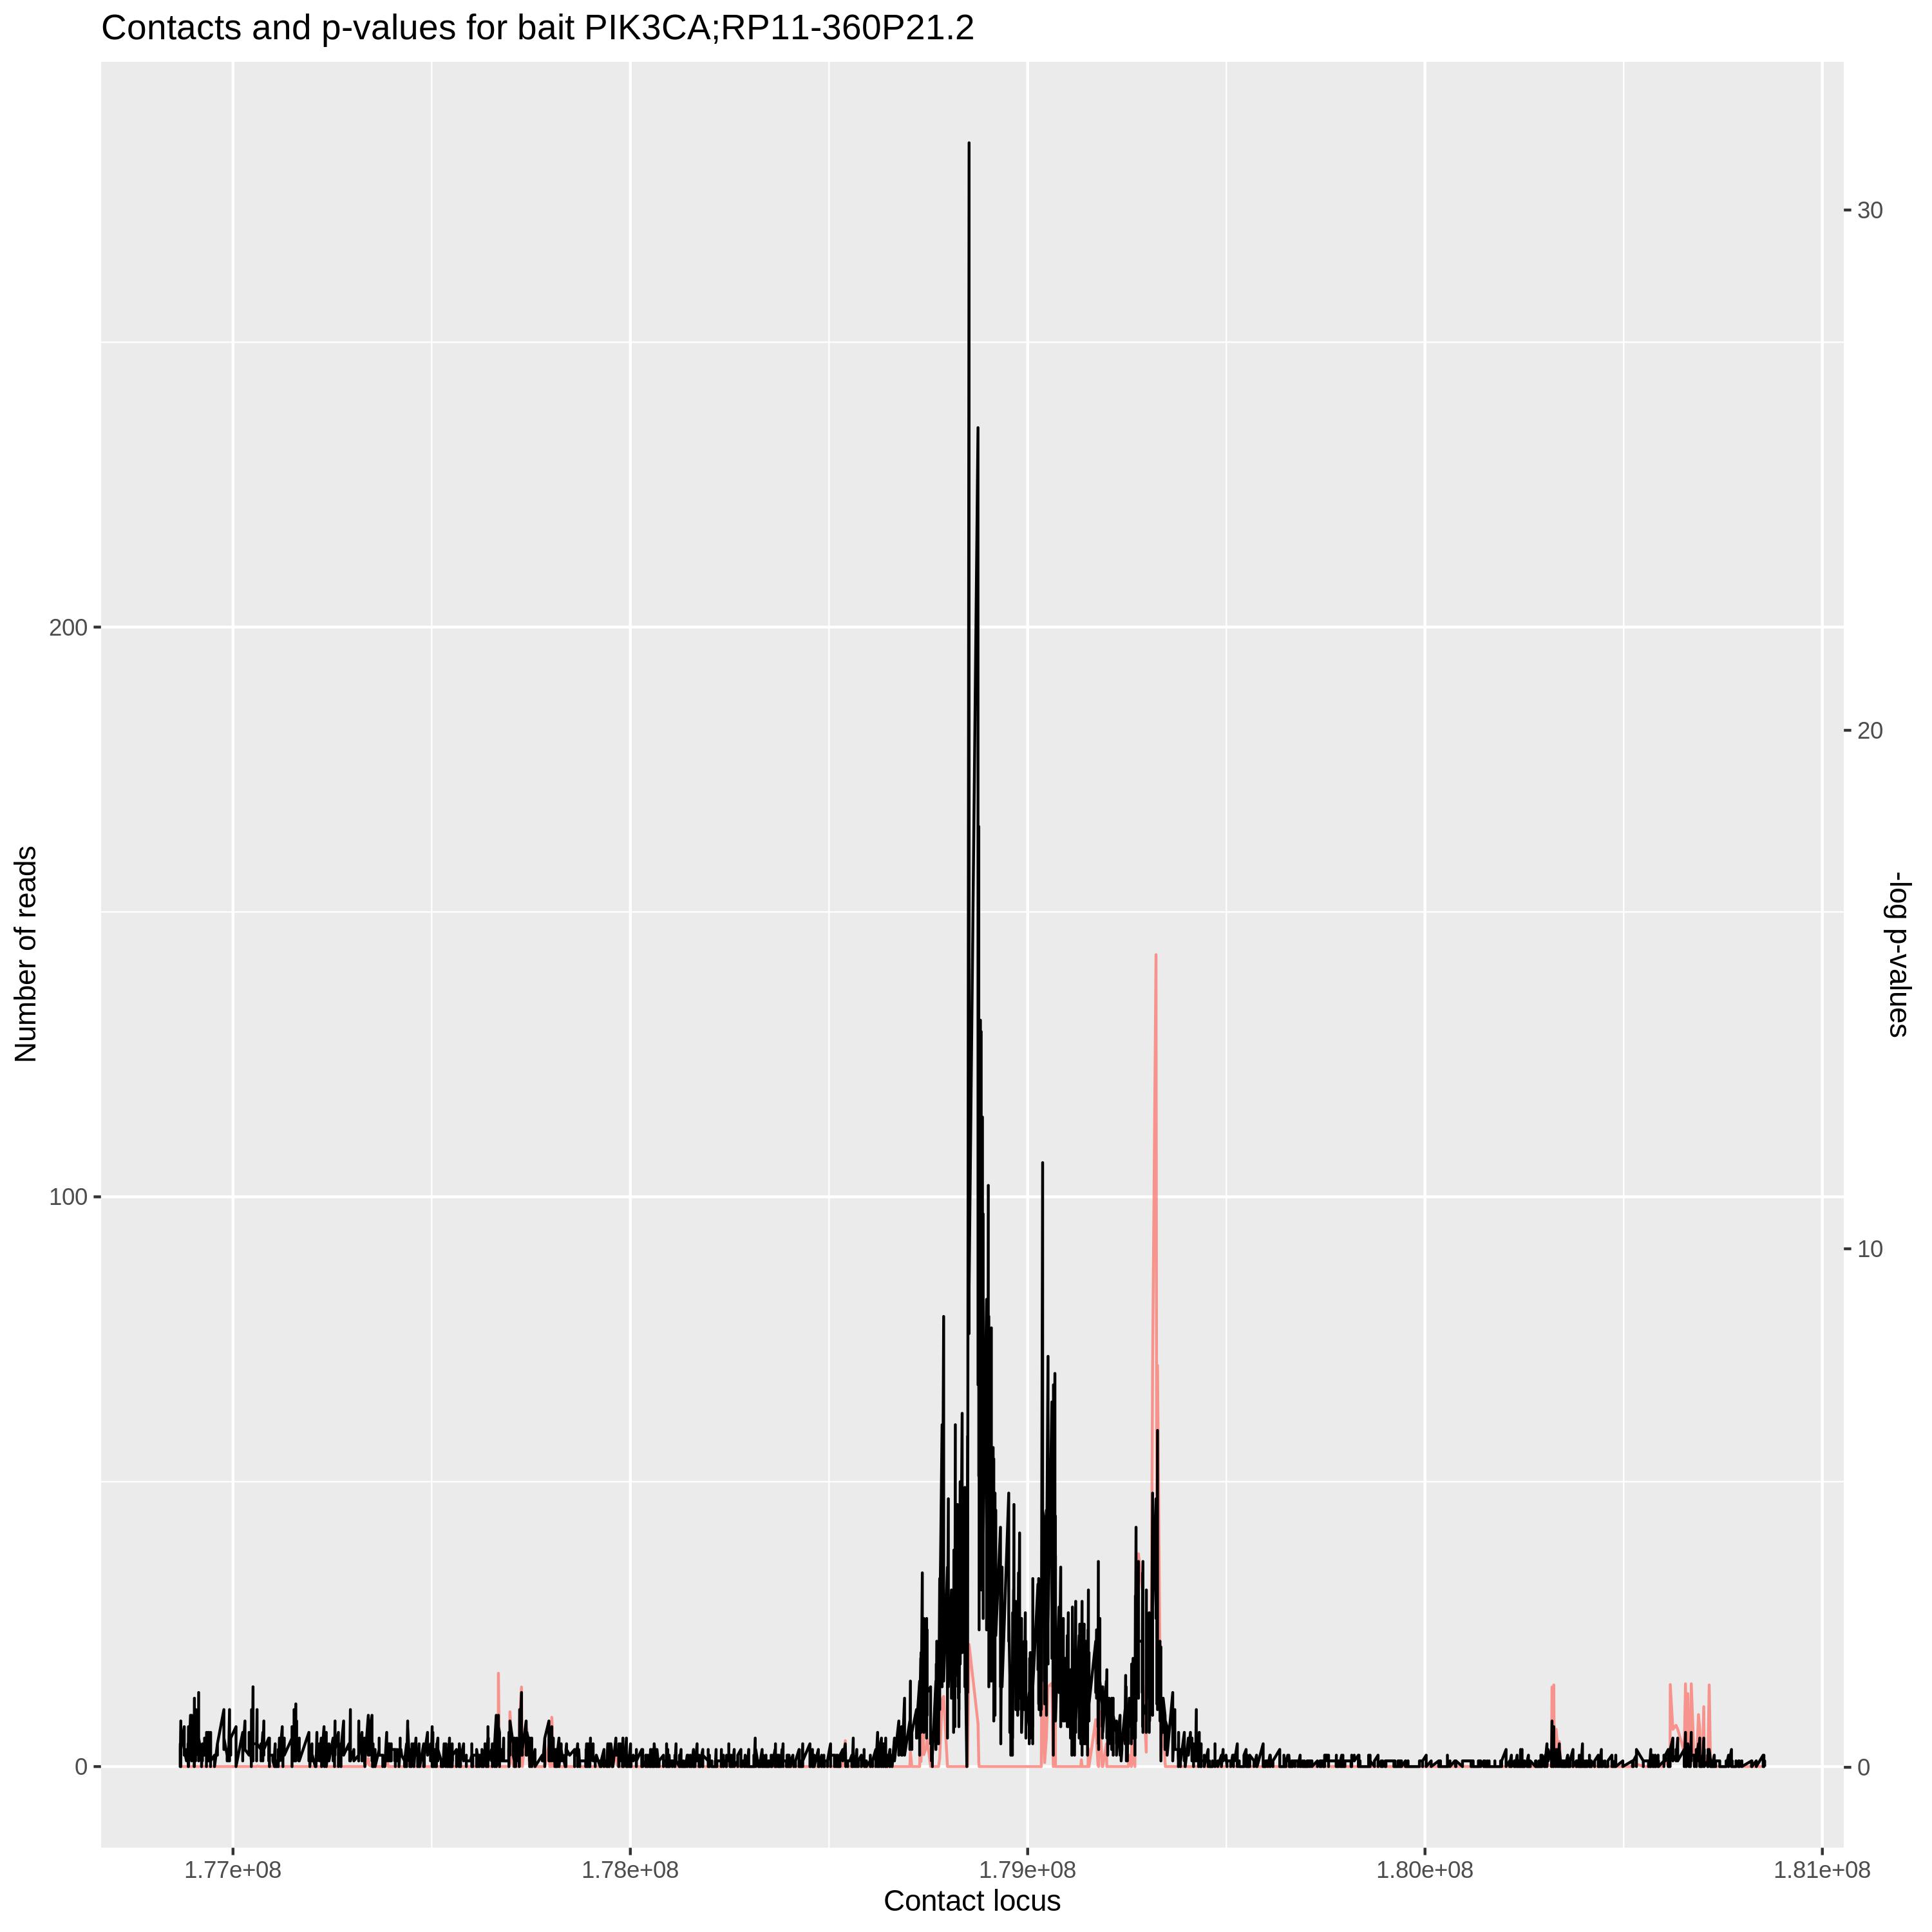 Contacts and p-values for bait PIK3CA;RP11-360P21.2
30
200
20
Number of reads
-log p-values
100
10
0
0
1.77e+08
1.78e+08
1.79e+08
1.80e+08
1.81e+08
Contact locus